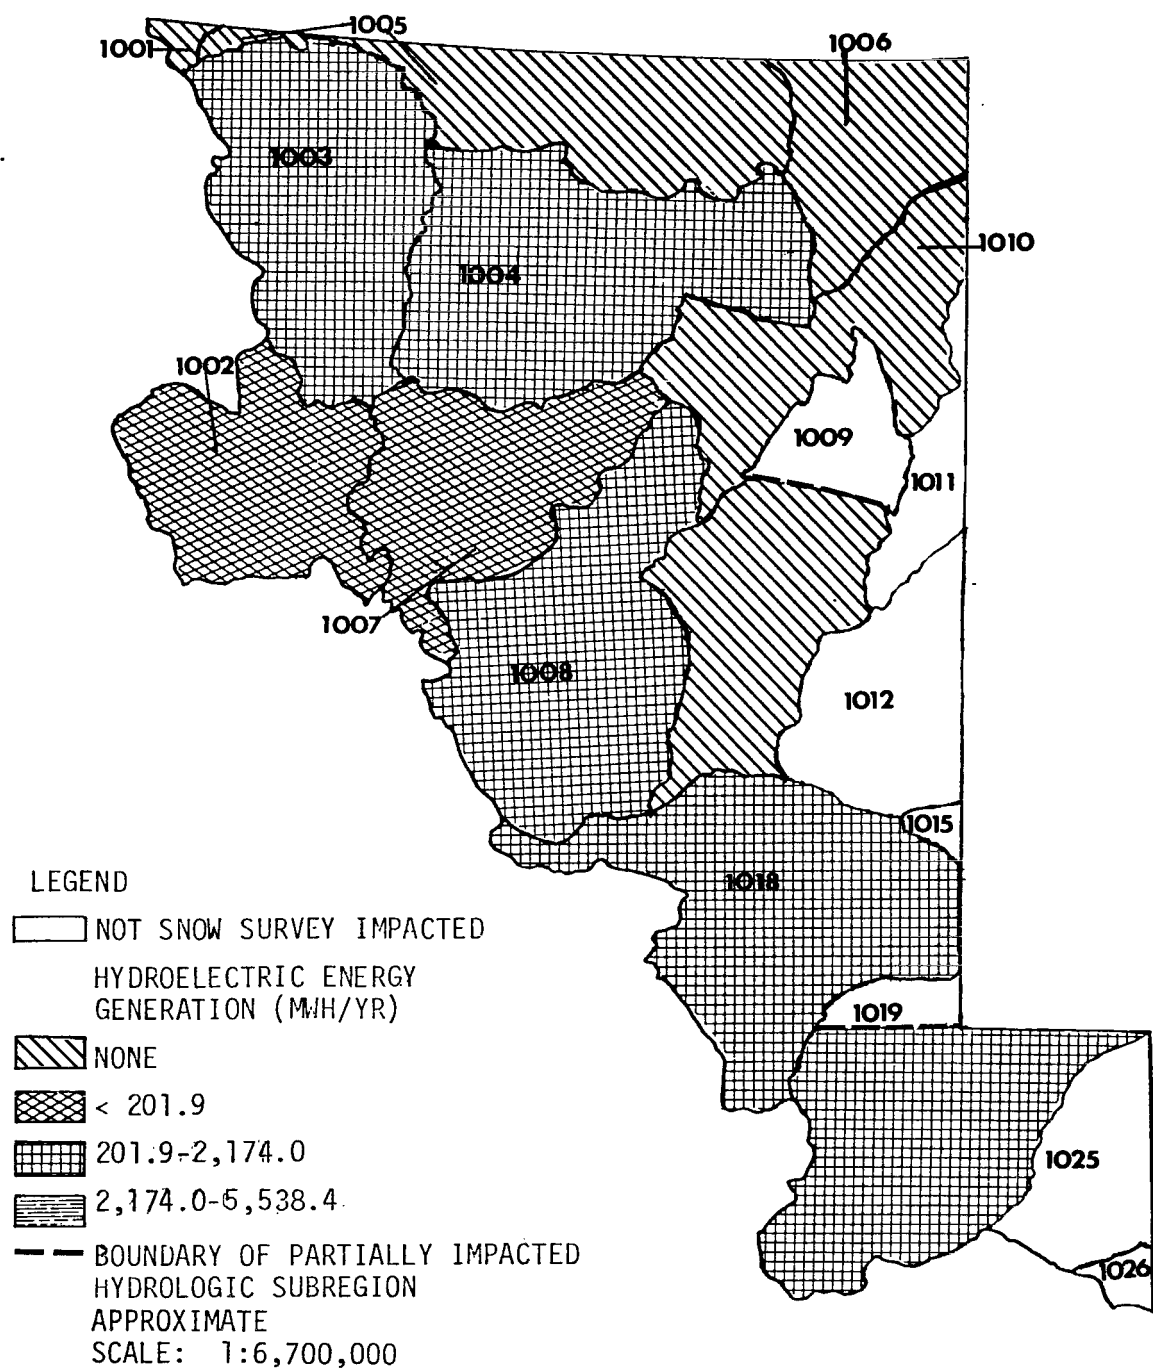 1005
1001
1006
1003
1010
1004
1002
1009
1011
1007
1008
1012
1015
1018
LEGEND
NOT SNOW SURVEY IMPACTED
HYDROELECTRIC ENERGY
GENERATION (MWH/YR)
1019
NONE
< 201.9
201.9-2,174.0
1025
2,174.0-5,538.4
BOUNDARY OF PARTIALLY IMPACTED
HYDROLOGIC SUBREGION
1026
APPROXIMATE
SCALE: 1:6,700,000